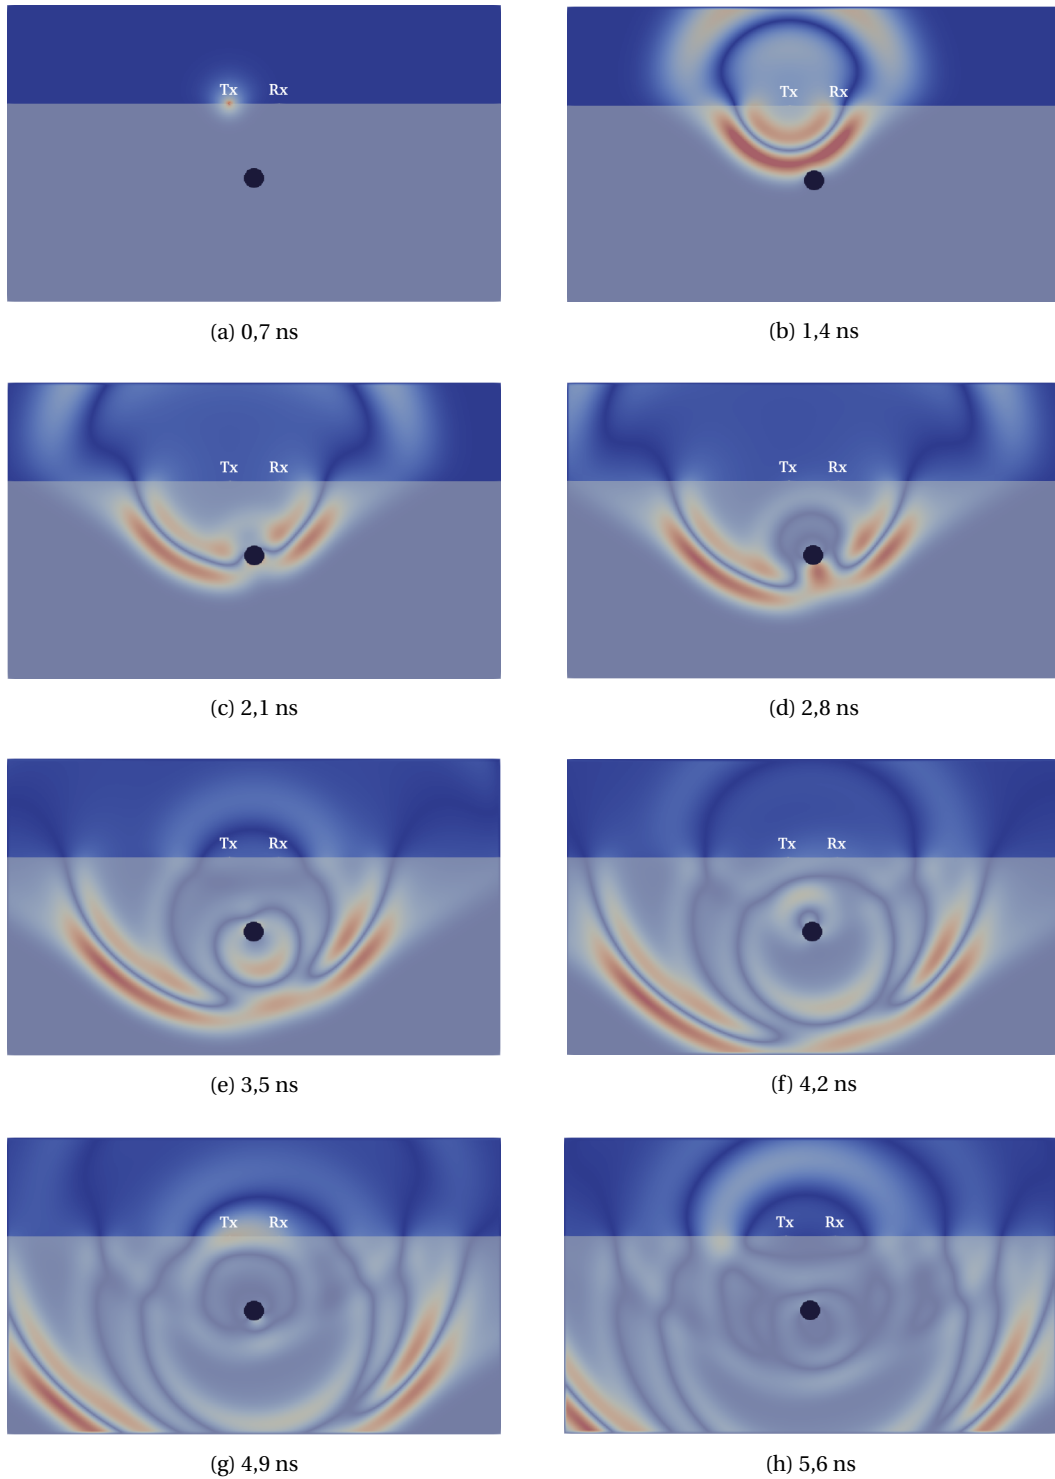 Tx Rx
Tx Rx
(a) 0,7 ns
(b) 1,4 ns
Tx Rx
Tx Rx
(c) 2,1 ns
(d) 2,8 ns
Tx Rx
Tx Rx
(e) 3,5 ns
(f) 4,2 ns
Tx Rx
Tx Rx
(g) 4,9 ns
(h) 5,6 ns